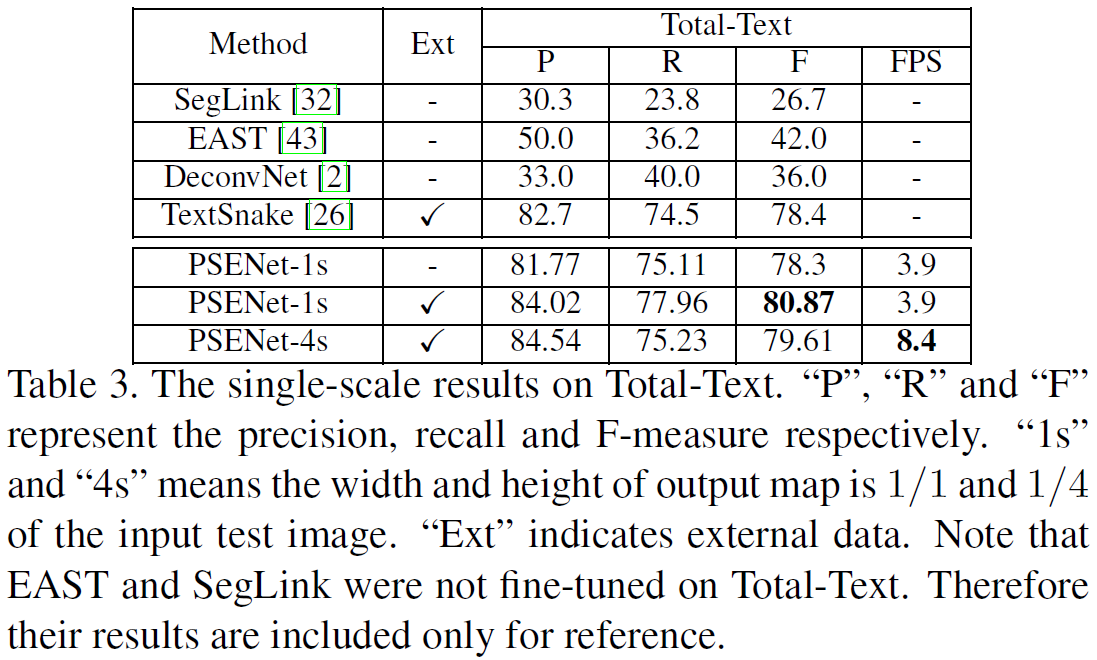 Method Ext Total-Text
P R F FPS
SegLink [32] - 30.3 23.8 26.7 -
EAST [43] - 50.0 36.2 42.0 -
DeconvNet [2] - 33.0 40.0 36.0 -
TextSnake [26] ✓ 82.7 74.5 78.4 -
PSENet-1s - 81.77 75.11 78.3 3.9
PSENet-1s ✓ 84.02 77.96 80.87 3.9
PSENet-4s ✓ 84.54 75.23 79.61 8.4
Table 3. The single-scale results on Total-Text. “P”, “R” and “F”
represent the precision, recall and F-measure respectively. “1s”
and “4s” means the width and height of output map is 1/1 and 1/4
of the input test image. “Ext” indicates external data. Note that
EAST and SegLink were not fine-tuned on Total-Text. Therefore
their results are included only for reference.